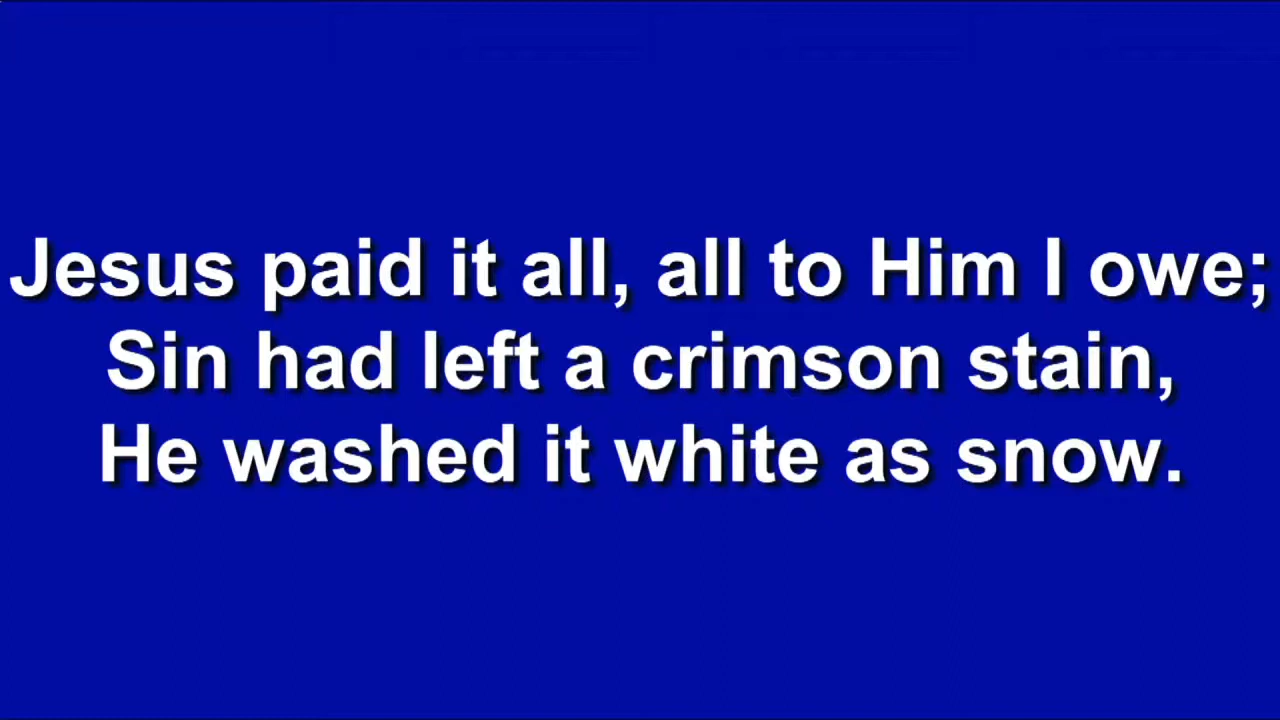 Jesus paid it all, all to Him I owe;
Sin had left a crimson stain,
He washed it white as snow.